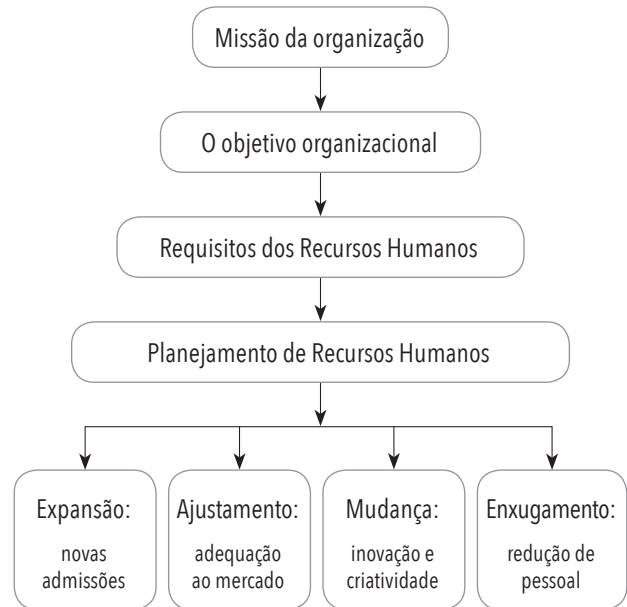 Missão da organização
O objetivo organizacional
Requisitos dos Recursos Humanos
Planejamento de Recursos Humanos
Expansão:
novas
admissões
Ajustamento:
adequação
ao mercado
Mudança:
inovação e
criatividade
Enxugamento:
redução de
pessoal